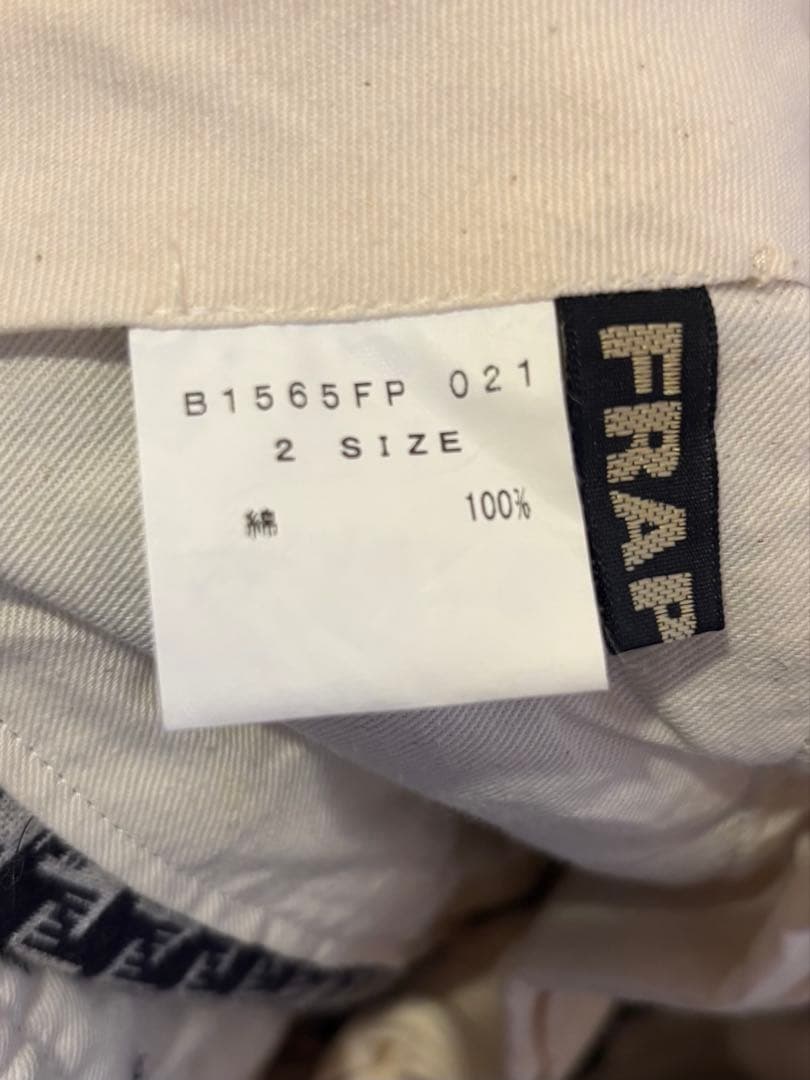 B1565FP 021
2 SIZE
綿 100%
FRAP